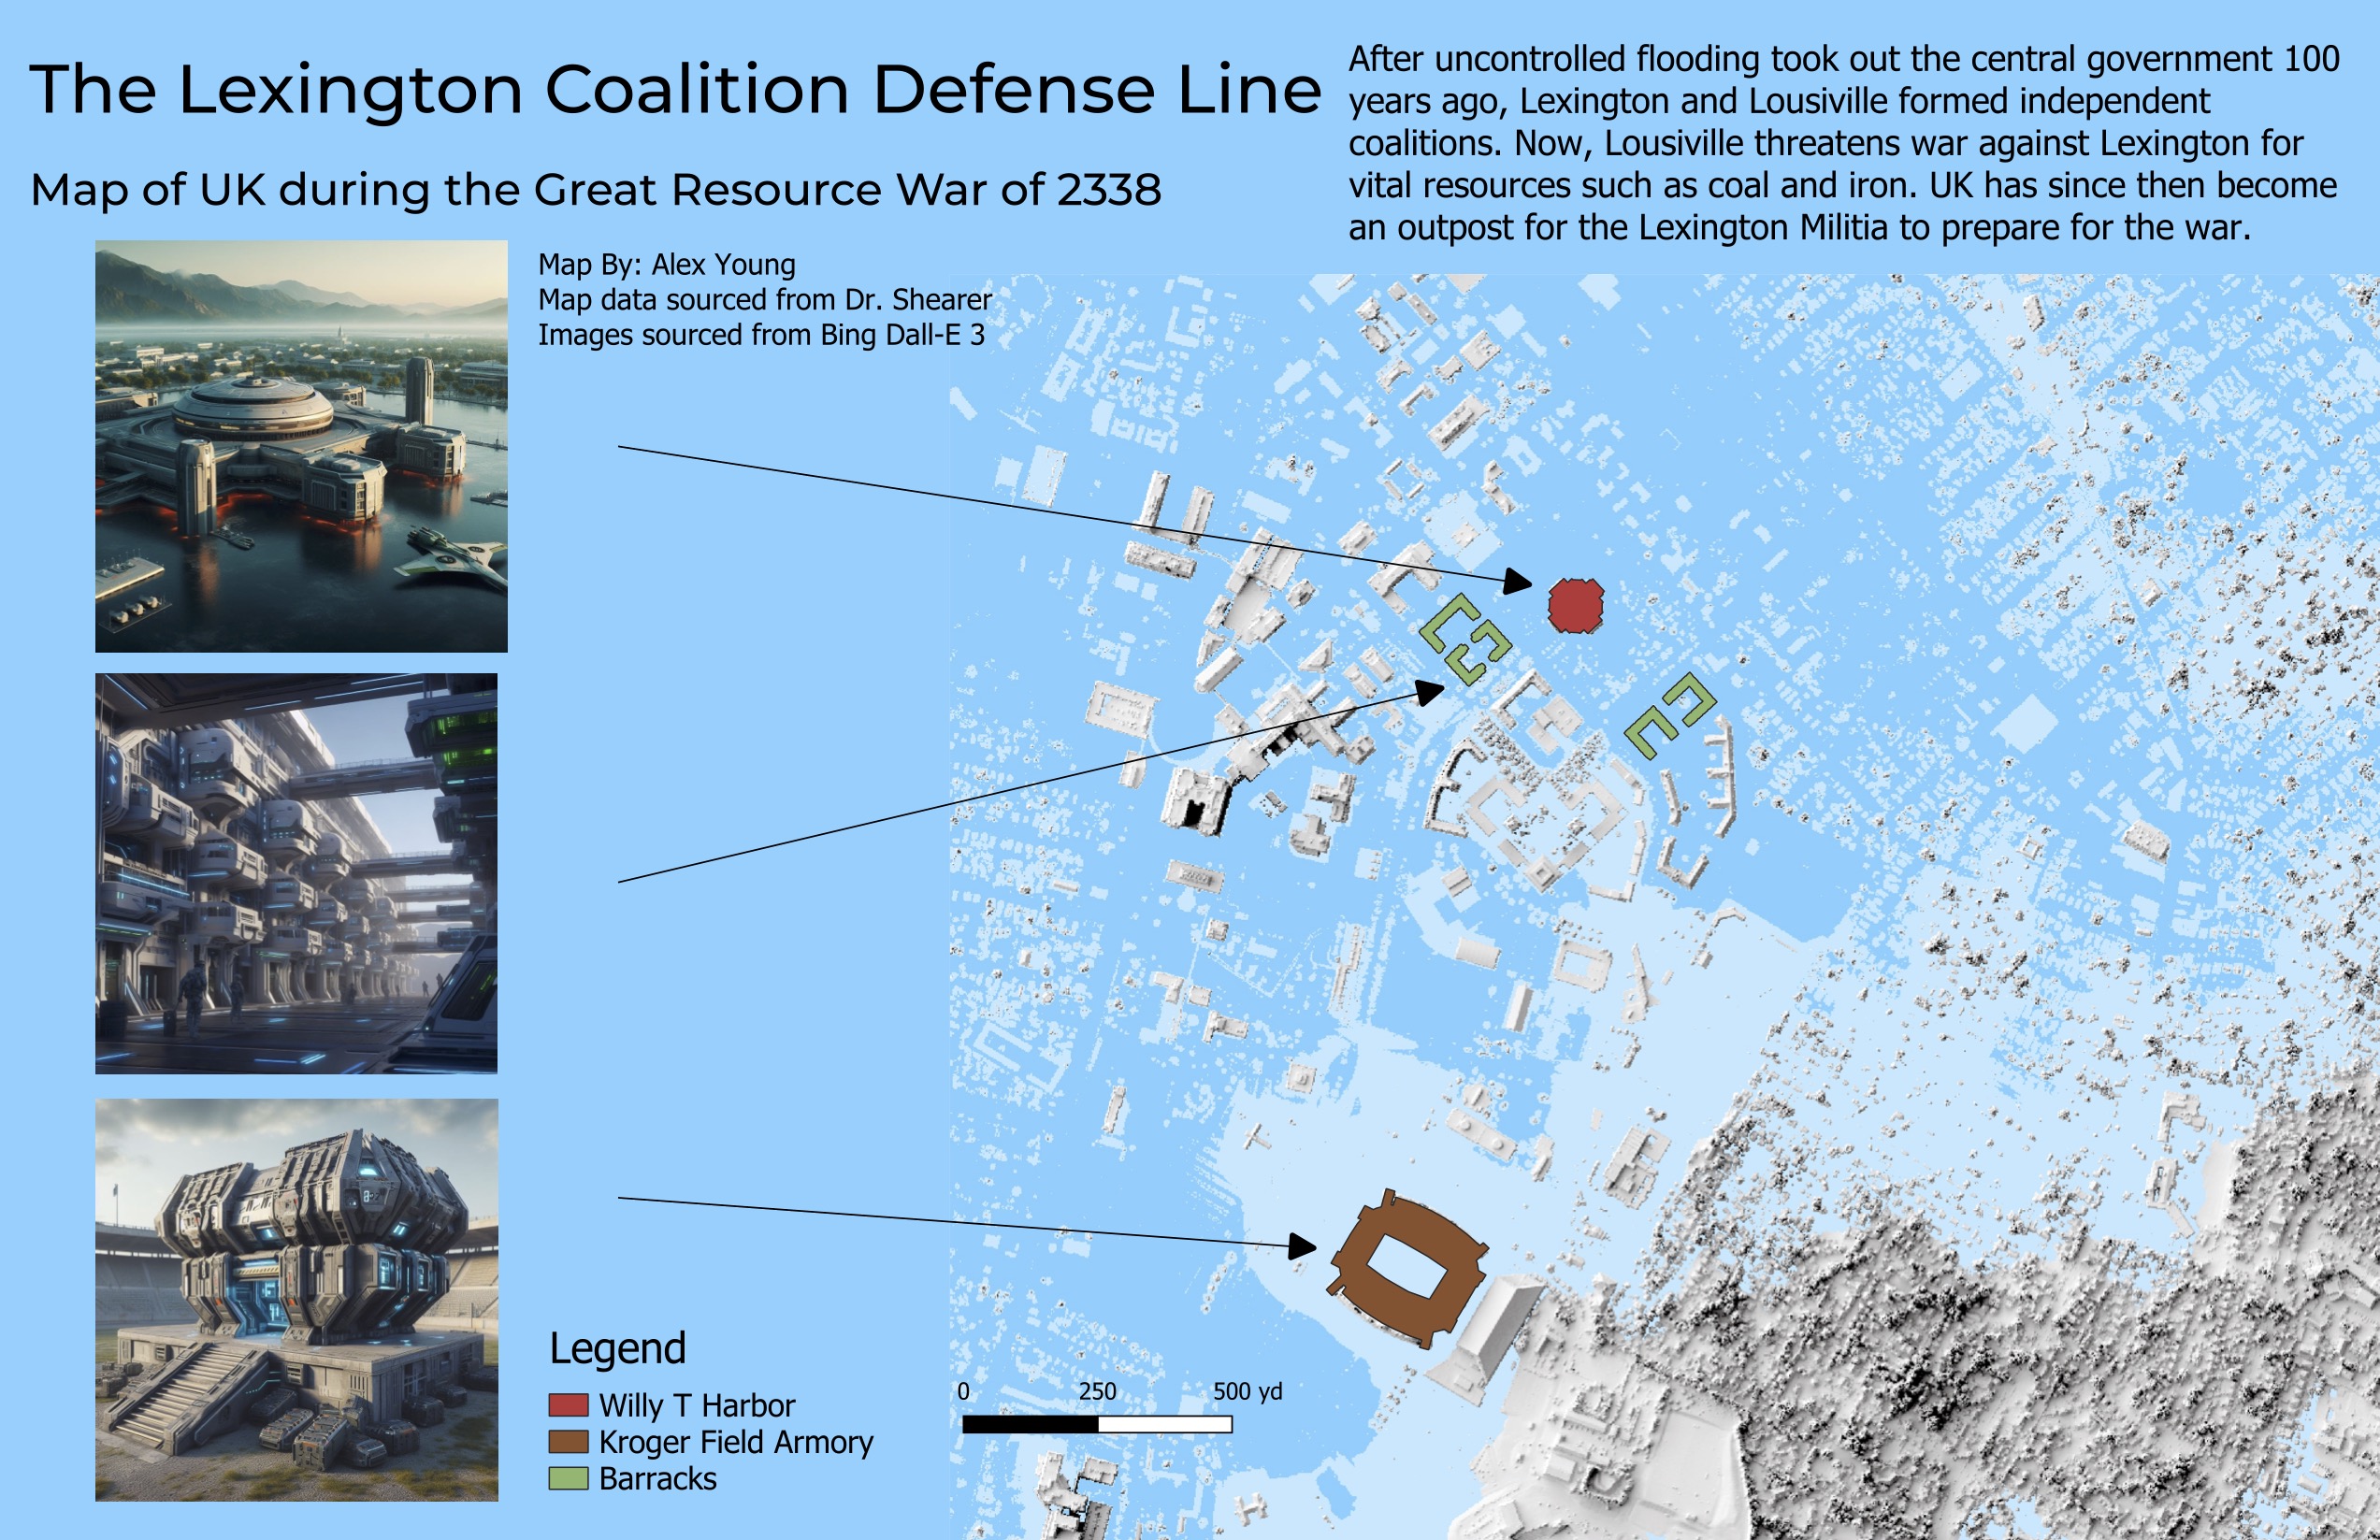 The Lexington Coalition Defense Line
Map of UK during the Great Resource War of 2338
After uncontrolled flooding took out the central government 100
years ago, Lexington and Lousiville formed independent
coalitions. Now, Lousiville threatens war against Lexington for
vital resources such as coal and iron. UK has since then become
an outpost for the Lexington Militia to prepare for the war.
Map By: Alex Young
Map data sourced from Dr. Shearer
Images sourced from Bing Dall-E 3
Legend
Willy T Harbor
Kroger Field Armory
Barracks
0 250 500 yd